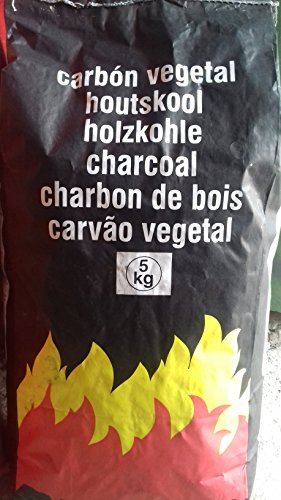 carbón vegetal
houtskool
holzkohle
charcoal
charbon de bois
carvão vegetal
5
kg